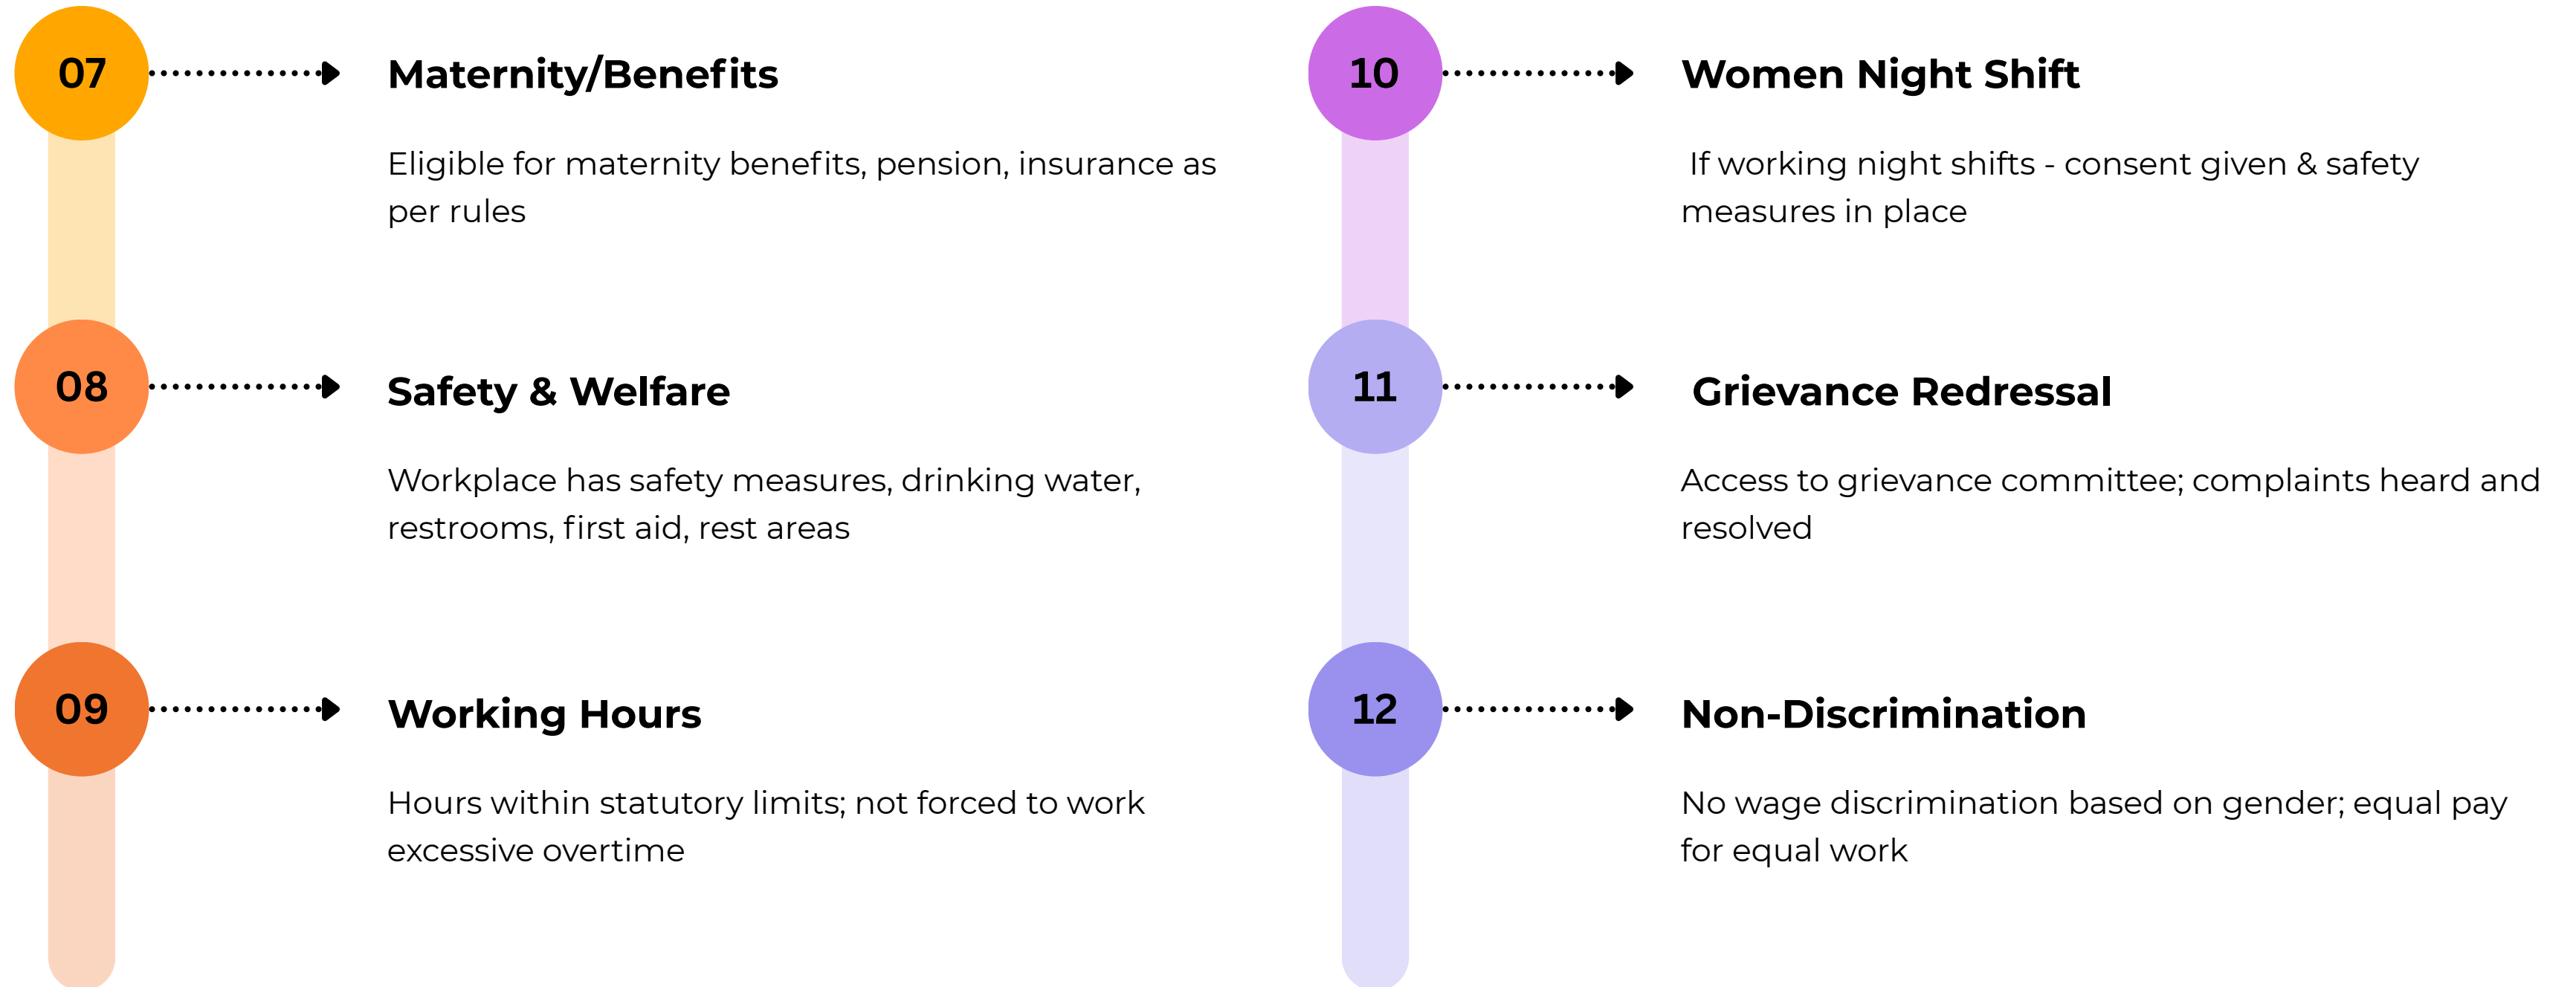 07
Maternity/Benefits
Eligible for maternity benefits, pension, insurance as
per rules
08
Safety & Welfare
Workplace has safety measures, drinking water,
restrooms, first aid, rest areas
09
Working Hours
Hours within statutory limits; not forced to work
excessive overtime
10
Women Night Shift
If working night shifts - consent given & safety
measures in place
11
Grievance Redressal
Access to grievance committee; complaints heard and
resolved
12
Non-Discrimination
No wage discrimination based on gender; equal pay
for equal work